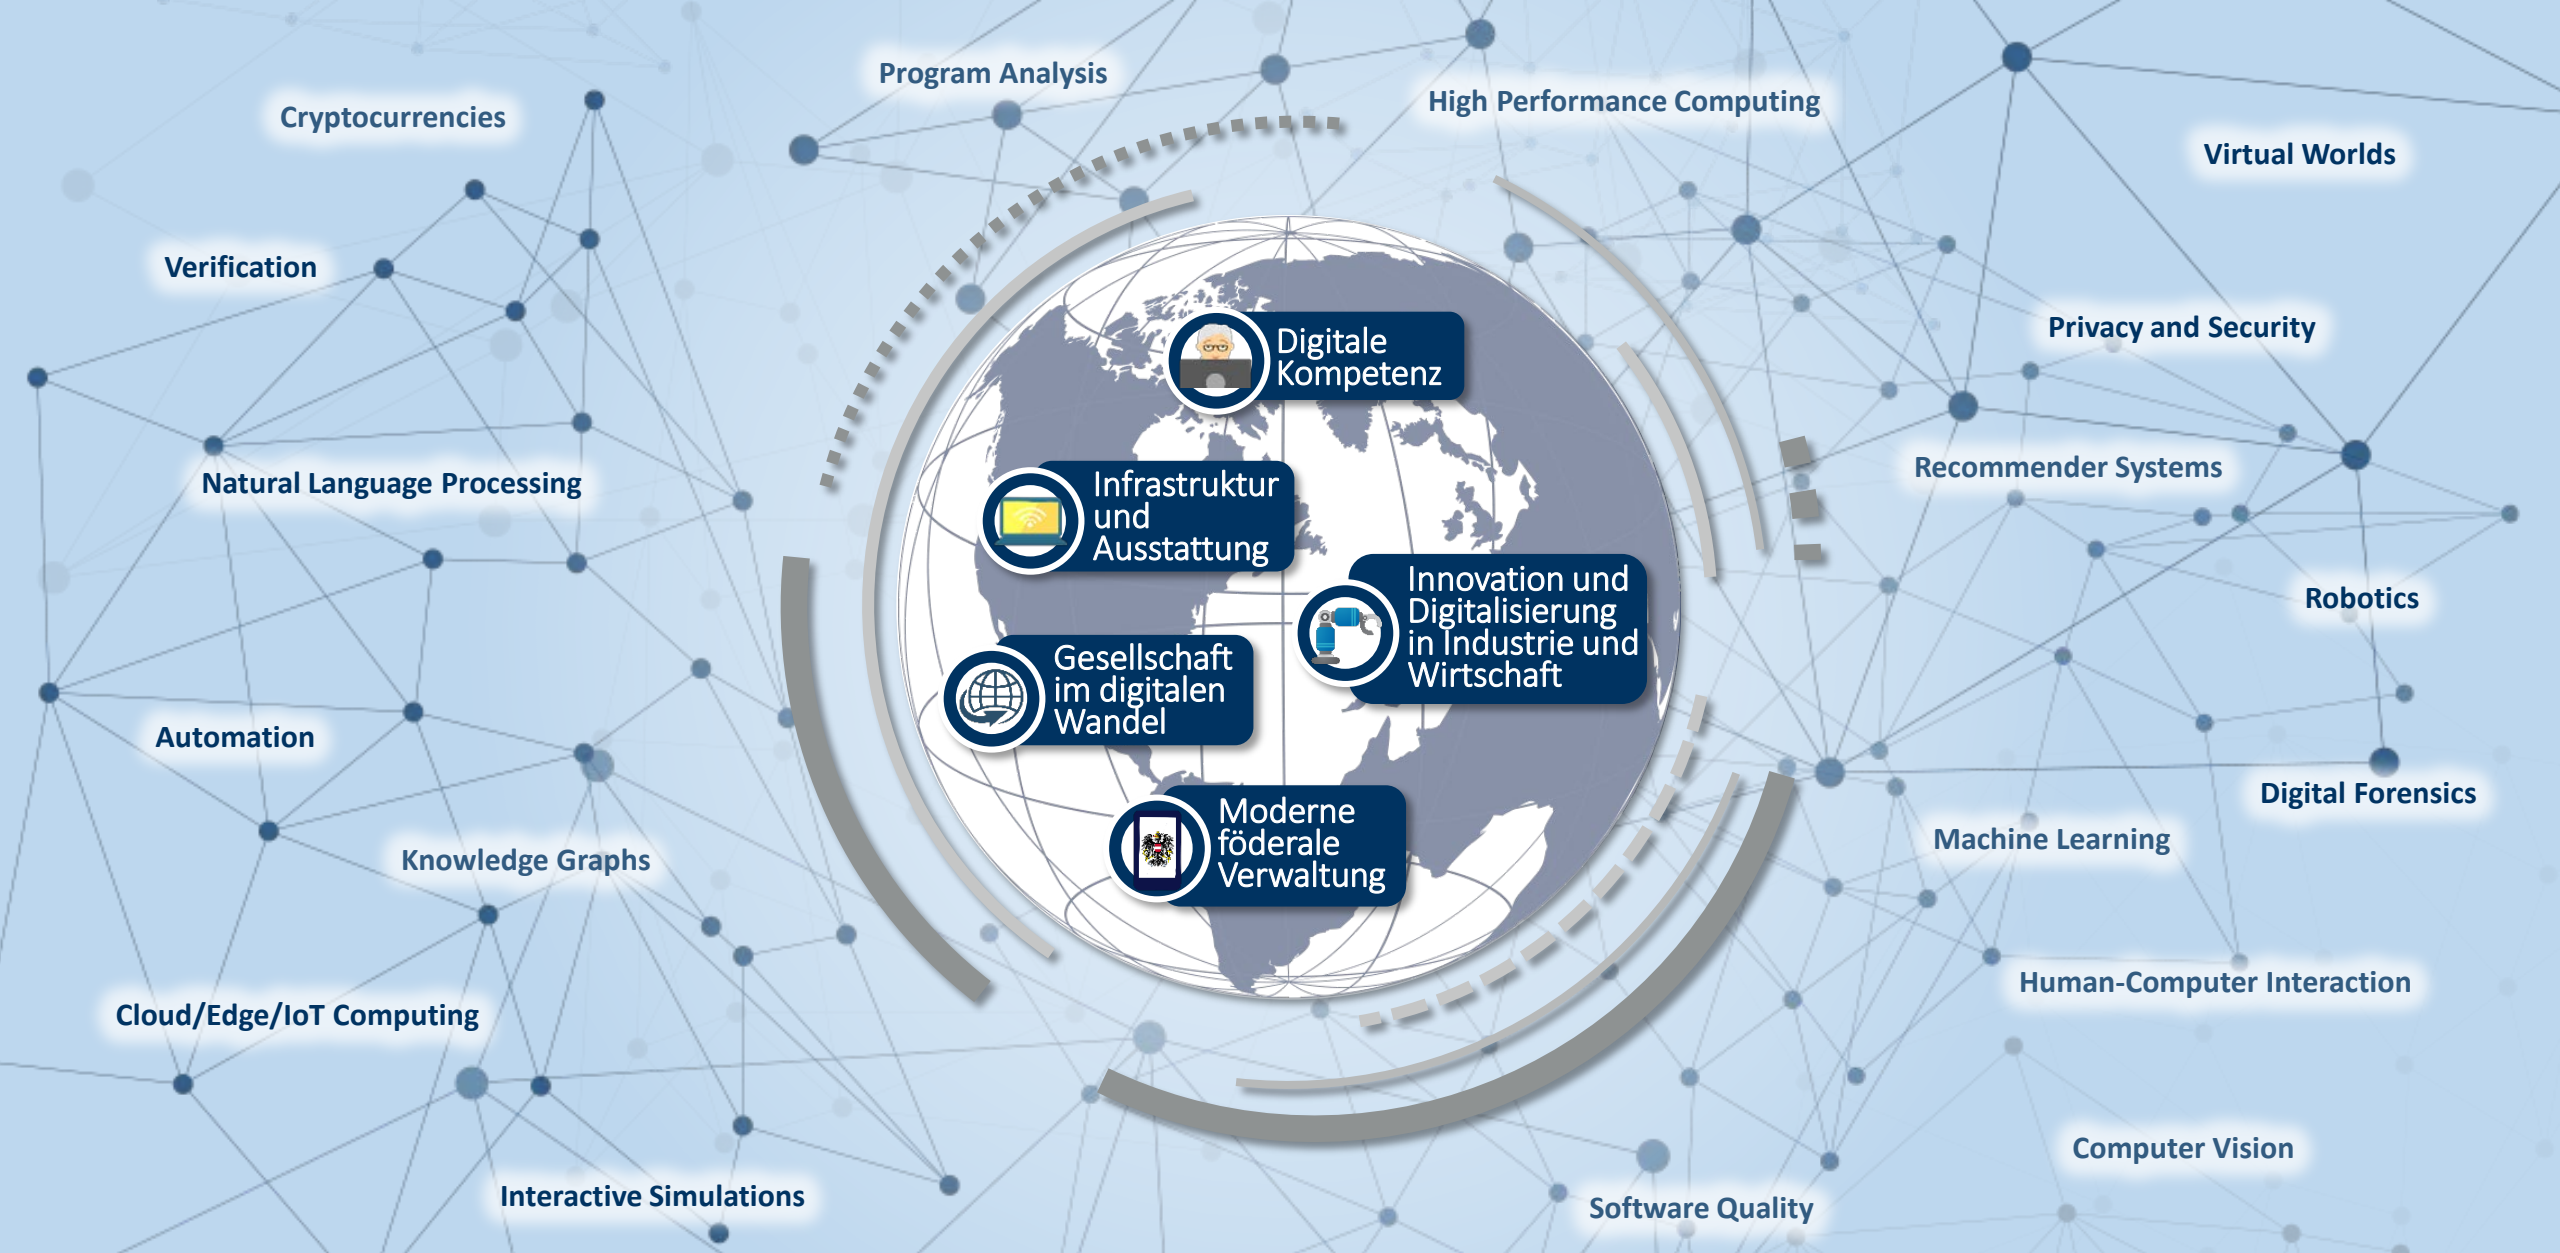 Program Analysis
High Performance Computing
Cryptocurrencies
Virtual Worlds
Verification
Privacy and Security
Digitale
Kompetenz
Recommender Systems
Natural Language Processing
Infrastruktur
und
Ausstattung
Innovation und
Digitalisierung
in Industrie und
Wirtschaft
Robotics
Gesellschaft
im digitalen
Wandel
Automation
Digital Forensics
Moderne
föderale
Verwaltung
Machine Learning
Knowledge Graphs
Human-Computer Interaction
Cloud/Edge/IoT Computing
Computer Vision
Interactive Simulations
Software Quality